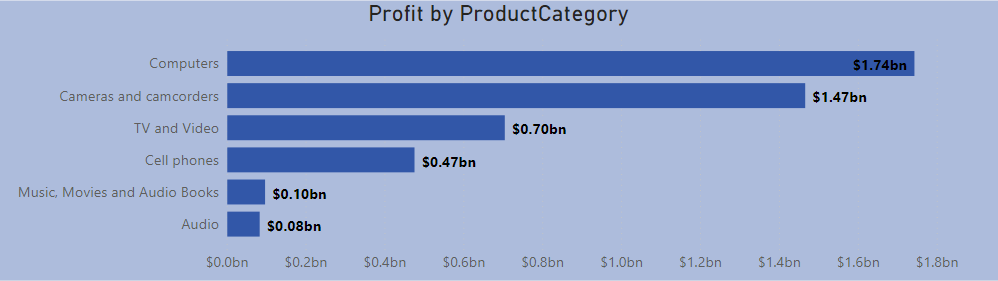 Profit by ProductCategory
Computers $1.74bn
Cameras and camcorders $1.47bn
TV and Video $0.70bn
Cell phones $0.47bn
Music, Movies and Audio Books $0.10bn
Audio $0.08bn
$0.0bn $0.2bn $0.4bn $0.6bn $0.8bn $1.0bn $1.2bn $1.4bn $1.6bn $1.8bn